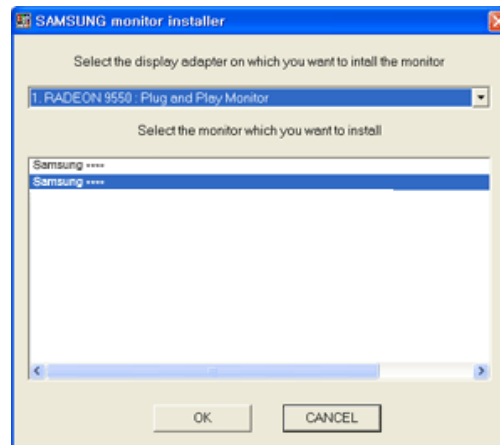 SAMSUNG monitor installer
Select the display adapter on which you want to intall the monitor
1. RADEON 9550 : Plug and Play Monitor
Select the monitor which you want to install
Samsung ****
Samsung ****
OK
CANCEL